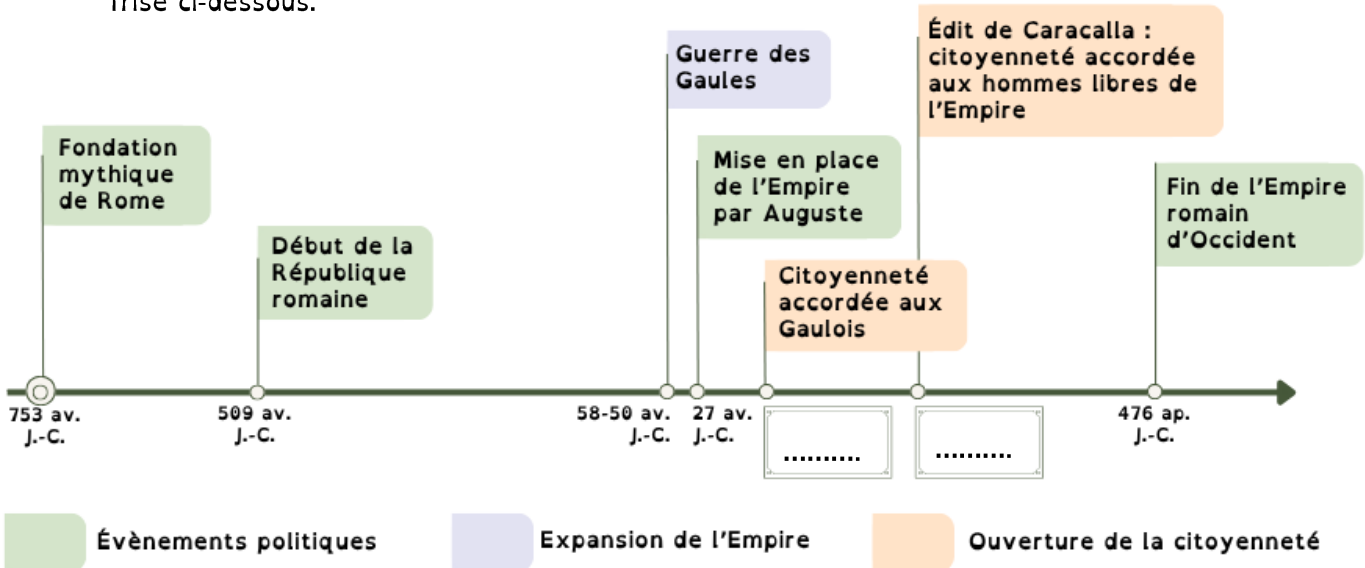 frise ci-dessous.
Fondation
mythique
de Rome
Début de la
République
romaine
Guerre des
Gaules
Mise en place
de l'Empire
par Auguste
Citoyenneté
accordée aux
Gaulois
Édit de Caracalla :
citoyenneté accordée
aux hommes libres de
l'Empire
Fin de l'Empire
romain
d'Occident
753 av.
J.-C.
509 av.
J.-C.
58-50 av.
J.-C.
27 av.
J.-C.
..........
..........
476 ap.
J.-C.
Évènements politiques
Expansion de l'Empire
Ouverture de la citoyenneté